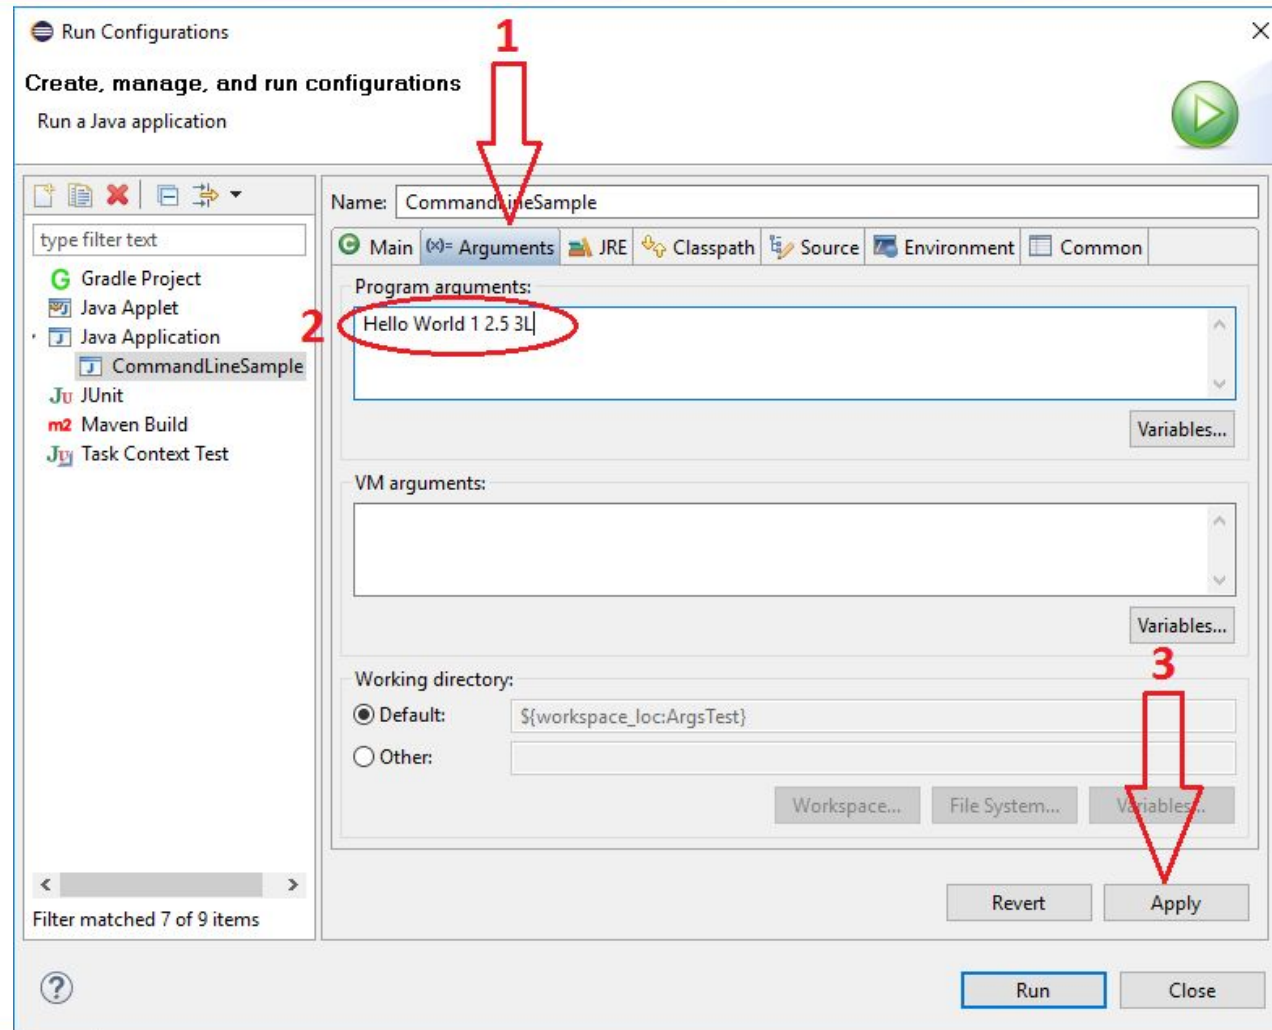 Run Configurations
1
Create, manage, and run configurations
Run a Java application
type filter text
Gradle Project
Java Applet
Java Application
CommandLineSample
JUnit
m2 Maven Build
Task Context Test
Filter matched 7 of 9 items
Name: CommandLineSample
Main (x)= Arguments JRE Classpath Source Environment Common
Program arguments:
2 Hello World 1 2.5 3L
Variables...
VM arguments:
Variables...
3
Working directory:
Default: ${workspace_loc:ArgsTest}
Other:
Workspace... File System... Variables...
Revert Apply
? Run Close